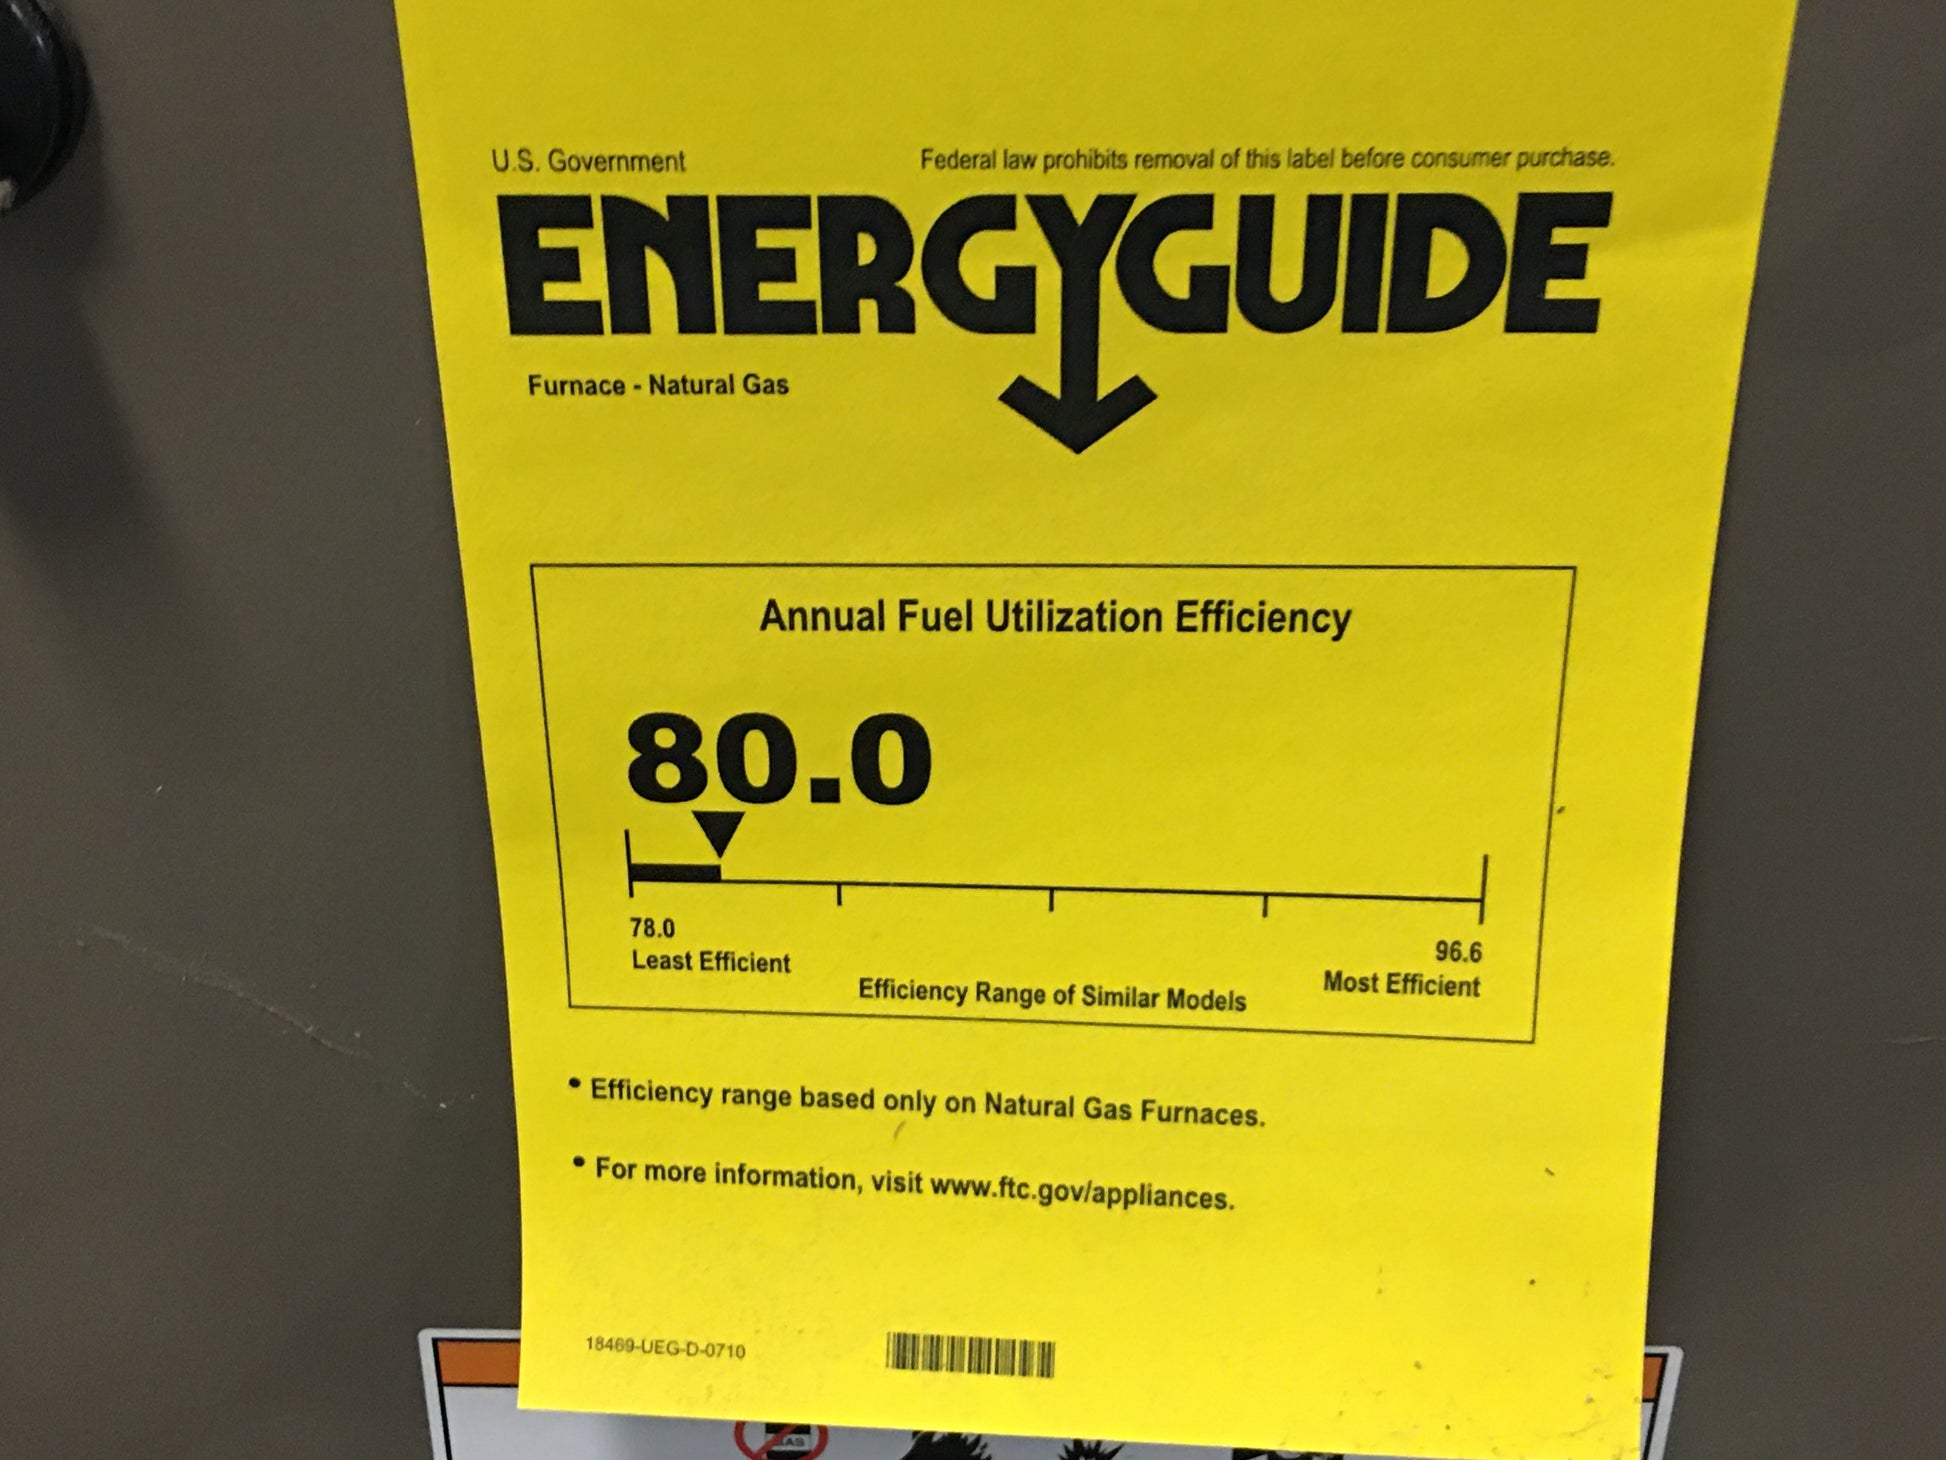 U.S. Government
Federal law prohibits removal of this label before consumer purchase.
ENERGYGUIDE
Furnace - Natural Gas
Annual Fuel Utilization Efficiency
80.0
78.0
96.6
Least Efficient
Most Efficient
Efficiency Range of Similar Models
• Efficiency range based only on Natural Gas Furnaces.
• For more information, visit www.ftc.gov/appliances.
18469-UEG-D-0710
GAS